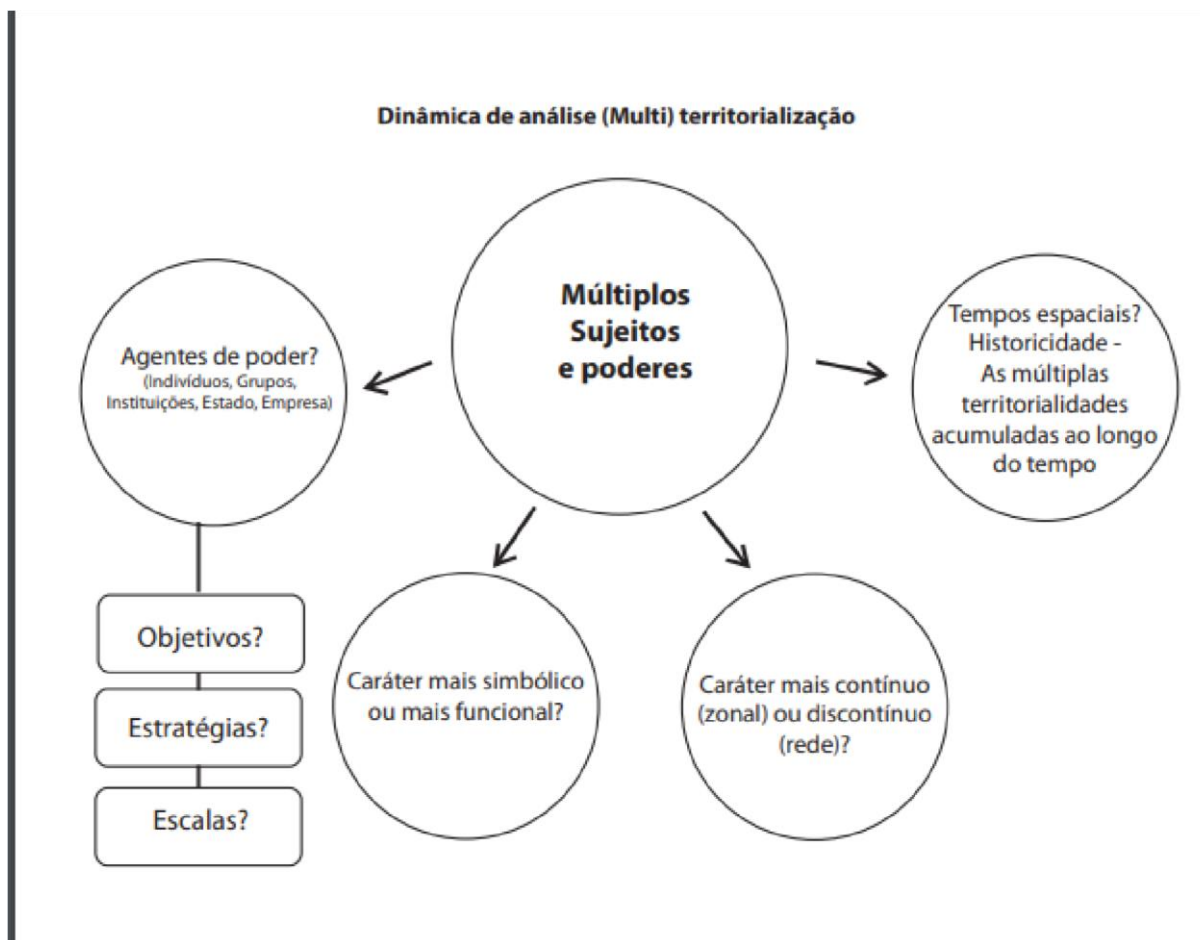 Dinâmica de análise (Multi) territorialização
Múltiplos
Sujeitos
e poderes
Agentes de poder?
(Indivíduos, Grupos,
Instituições, Estado, Empresa)
Tempos espaciais?
Historicidade -
As múltiplas
territorialidades
acumuladas ao longo
do tempo
Objetivos?
Estratégias?
Escalas?
Caráter mais simbólico
ou mais funcional?
Caráter mais contínuo
(zonal) ou discontínuo
(rede)?